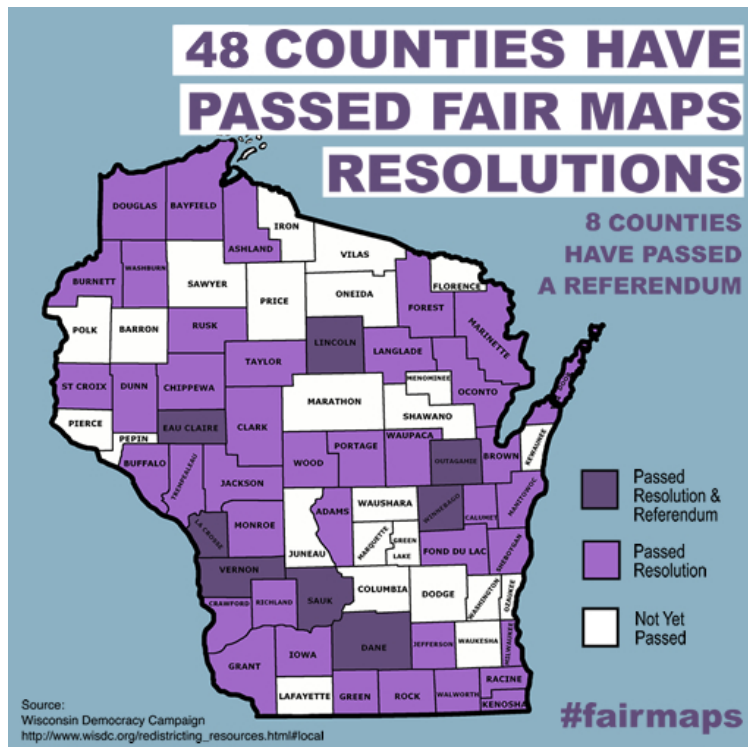 48 COUNTIES HAVE
PASSED FAIR MAPS
RESOLUTIONS
8 COUNTIES
HAVE PASSED
A REFERENDUM
DOUGLAS
BAYFIELD
ASHLAND
IRON
VILAS
BURNETT
WASHBURN
SAWYER
PRICE
ONEIDA
FLORENCE
FOREST
MARINETTE
POLK
BARRON
RUSK
LINCOLN
LANGLADE
TAYLOR
ST CROIX
DUNN
CHIPPEWA
MENOMINEE
OCONTO
DOOR
MARATHON
SHAWANO
PIERCE
PEPIN
EAU CLAIRE
CLARK
WAUPACA
PORTAGE
WOOD
OUTAGAMIE
BROWN
KEWAUNEE
BUFFALO
TREMPEALEAU
JACKSON
ADAMS
WAUSHARA
WINNEBAGO
CALUMET
MANITOWOC
LA CROSSE
MONROE
JUNEAU
MARQUETTE
GREEN
LAKE
FOND DU LAC
SHEBOYGAN
VERNON
SAUK
COLUMBIA
DODGE
WASHINGTON
OZAUKEE
CRAWFORD
RICHLAND
GRANT
IOWA
DANE
JEFFERSON
WAUKESHA
MILWAUKEE
LAFAYETTE
GREEN
ROCK
WALWORTH
RACINE
KENOSHA
Passed
Resolution &
Referendum
Passed
Resolution
Not Yet
Passed
Source:
Wisconsin Democracy Campaign
http://www.wisdc.org/redistricting_resources.html#local
#fairmaps